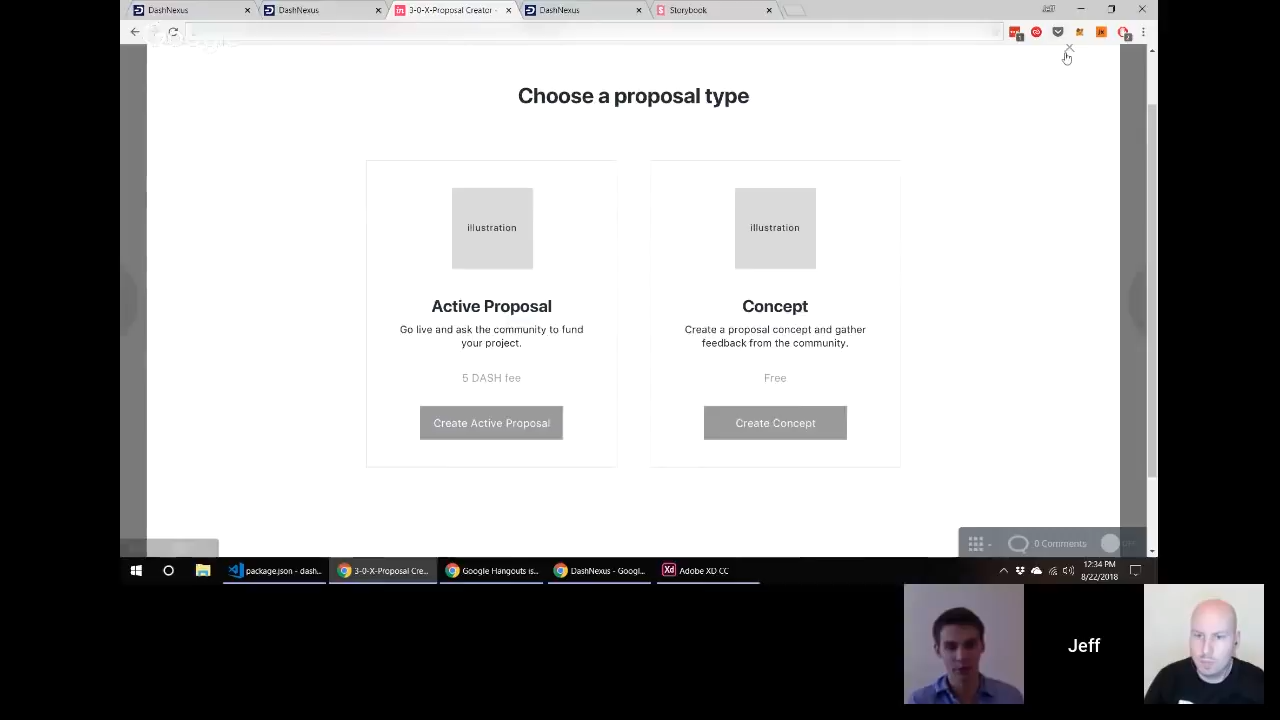 DashNexus
DashNexus
3-0-X-Proposal Creator -
DashNexus
Storybook
Choose a proposal type
illustration
illustration
Active Proposal
Concept
Go live and ask the community to fund
your project.
Create a proposal concept and gather
feedback from the community.
5 DASH fee
Free
Create Active Proposal
Create Concept
0 Comments
package.json - dash...
3-0-X-Proposal Cre...
Google Hangouts is...
DashNexus - Googl...
Xd
Adobe XD CC
12:34 PM
8/22/2018
Jeff